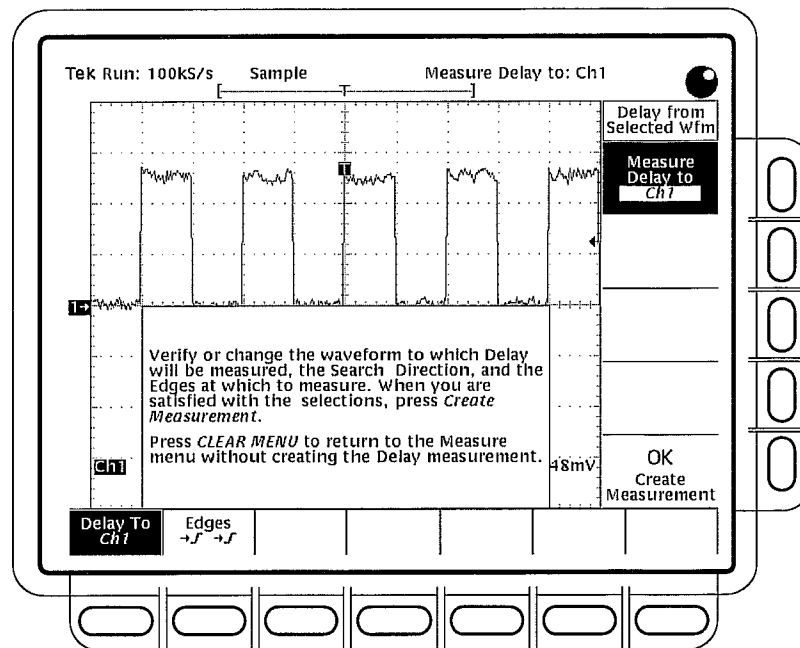 Tek Run: 100kS/s Sample Measure Delay to: Ch1
[ T ]
Delay from
Selected Wfm
Measure
Delay to
Ch1
T
1→
Verify or change the waveform to which Delay
will be measured, the Search Direction, and the
Edges at which to measure. When you are
satisfied with the selections, press Create
Measurement.
Press CLEAR MENU to return to the Measure
menu without creating the Delay measurement.
Ch1
48mV
OK
Create
Measurement
Delay To
Ch1
Edges